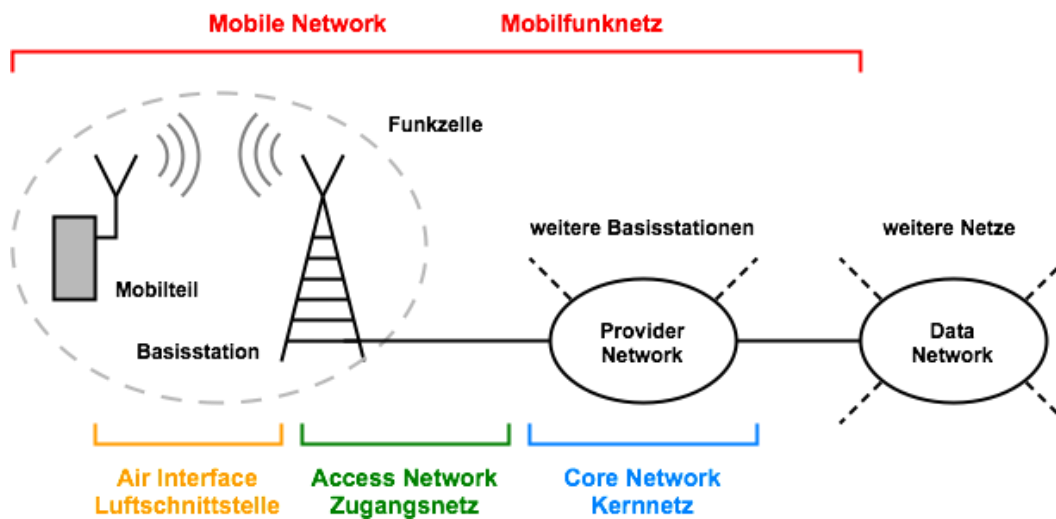 Mobile Network Mobilfunknetz
Funkzelle
weitere Basisstationen
weitere Netze
Mobilteil
Basisstation
Provider
Network
Data
Network
Air Interface
Luftschnittstelle
Access Network
Zugangsnetz
Core Network
Kernnetz